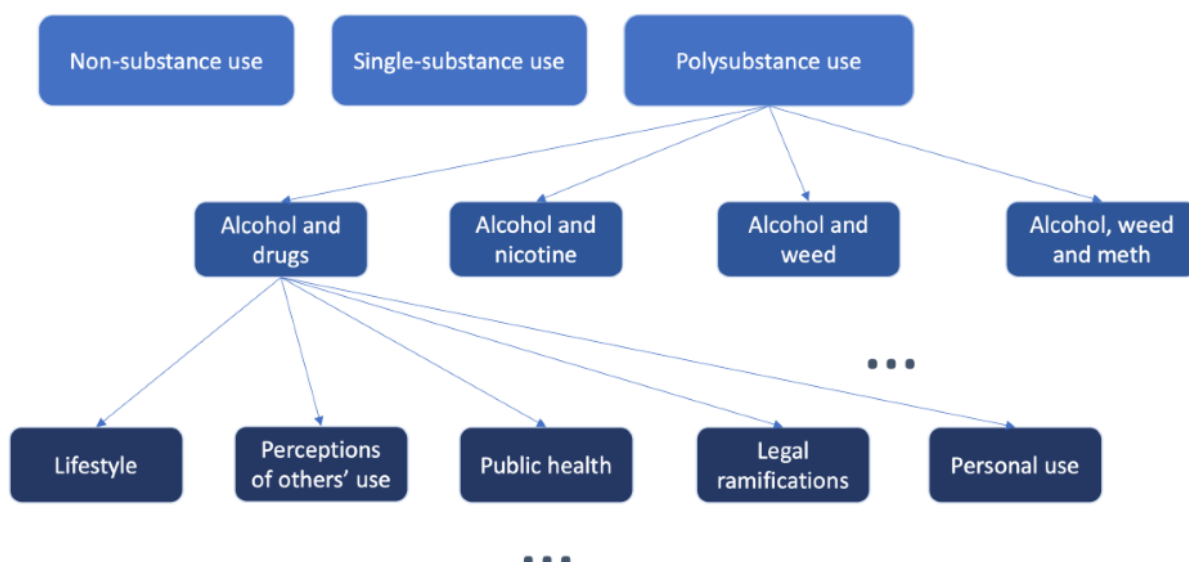 Non-substance use
Single-substance use
Polysubstance use
Alcohol and
drugs
Alcohol and
nicotine
Alcohol and
weed
Alcohol, weed
and meth
...
Lifestyle
Perceptions
of others' use
Public health
Legal
ramifications
Personal use
...